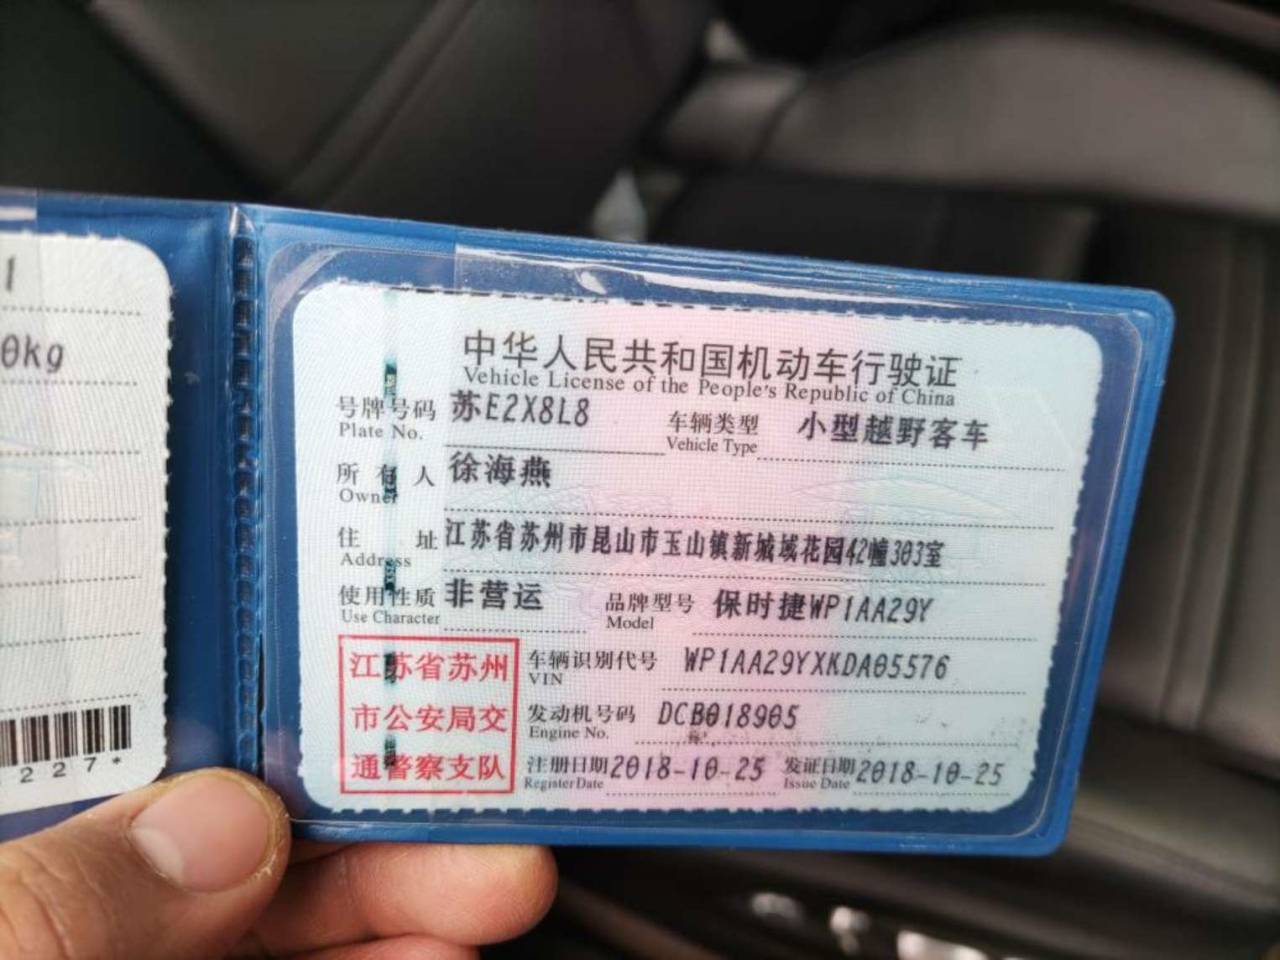 1
0kg
227*
中华人民共和国机动车行驶证
Vehicle License of the People's Republic of China
号牌号码 苏E2X8L8 车辆类型 小型越野客车
Plate No. Vehicle Type
所有人 徐海燕
Owner
住址 江苏省苏州市昆山市玉山镇新城域花园42幢303室
Address
使用性质 非营运 品牌型号 保时捷WP1AA29Y
Use Character Model
江苏省苏州 车辆识别代号 WP1AA29YXKDA05576
VIN
市公安局交 发动机号码 DCB018905
Engine No.
通警察支队 注册日期 2018-10-25 发证日期 2018-10-25
Register Date Issue Date